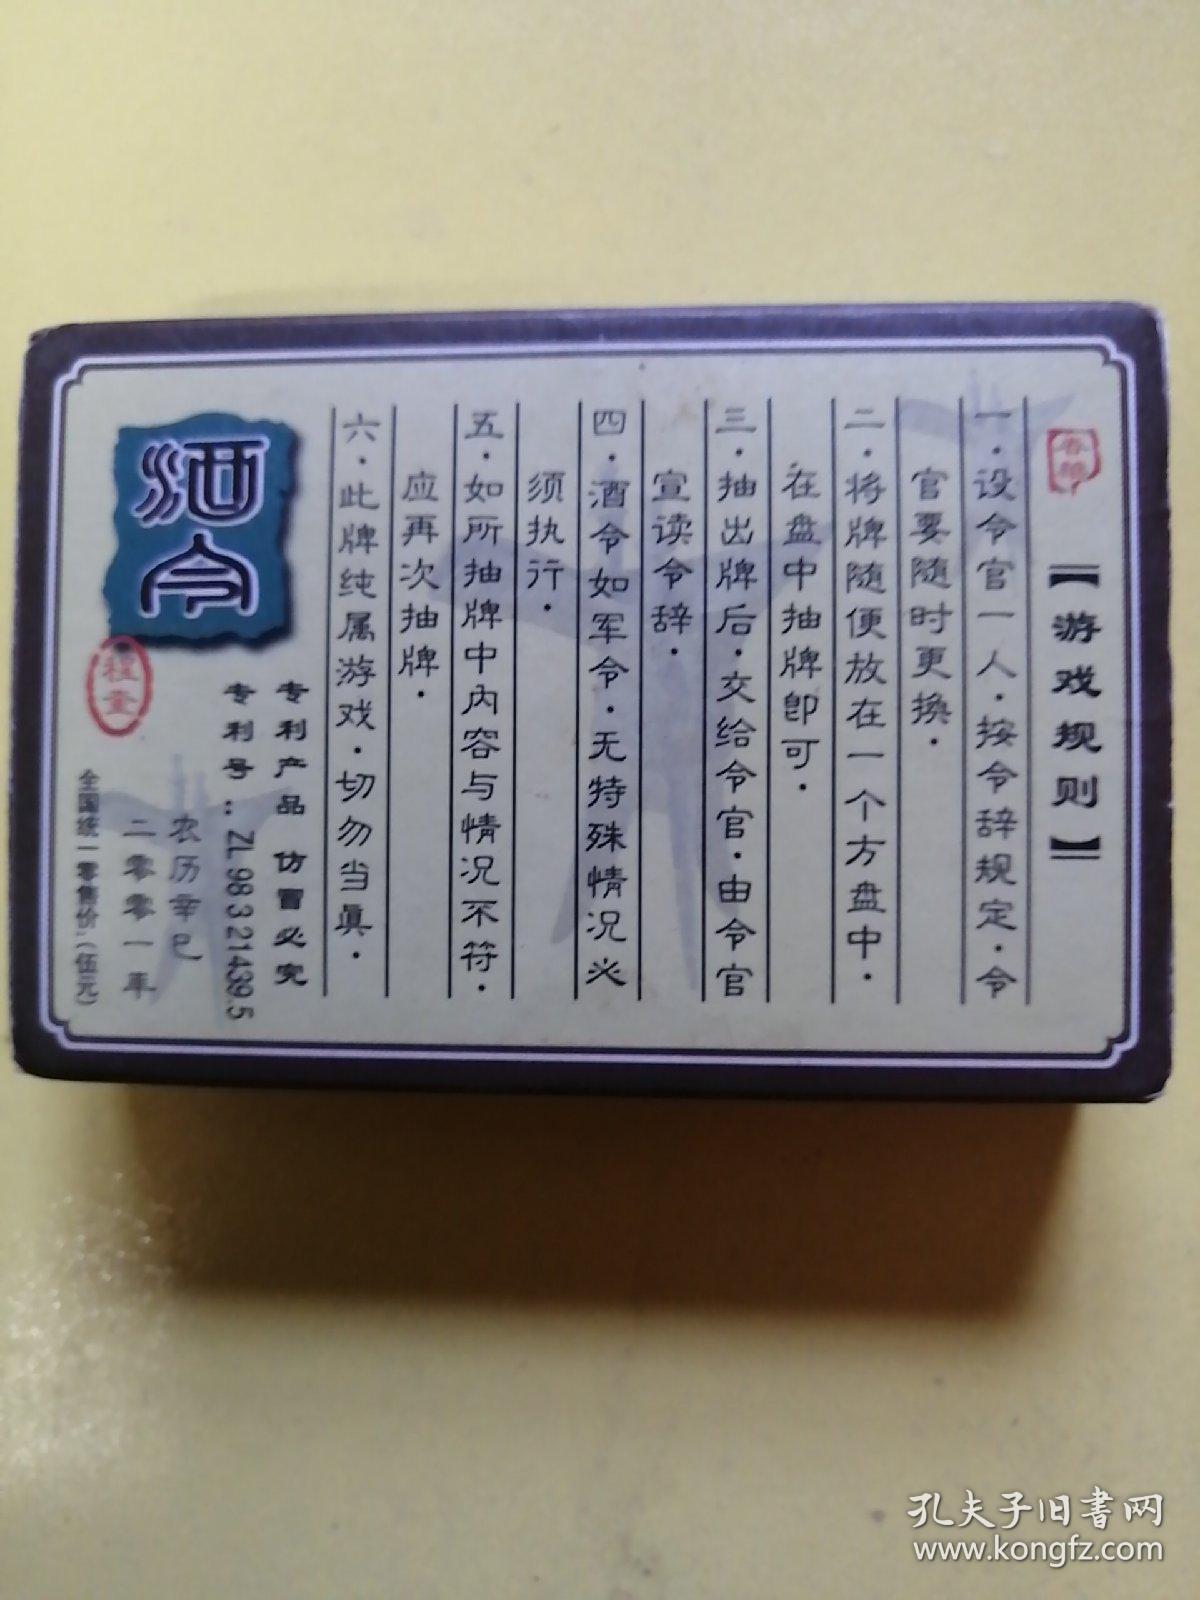 【游戏规则】
一．设令官一人．按令辞规定．令
官要随时更换．
二．将牌随便放在一个方盘中．
在盘中抽牌即可．
三．抽出牌后．交给令官．由令官
宣读令辞．
四．酒令如军令．无特殊情况必
须执行．
五．如所抽牌中内容与情况不符．
应再次抽牌．
六．此牌纯属游戏．切勿当真．
专利产品 仿冒必究
专利号：ZL 98 3 21439.5
酒令
农历辛巳
二零零一年
全国统一零售价：（伍元）
孔夫子旧书网
www.kongfz.com